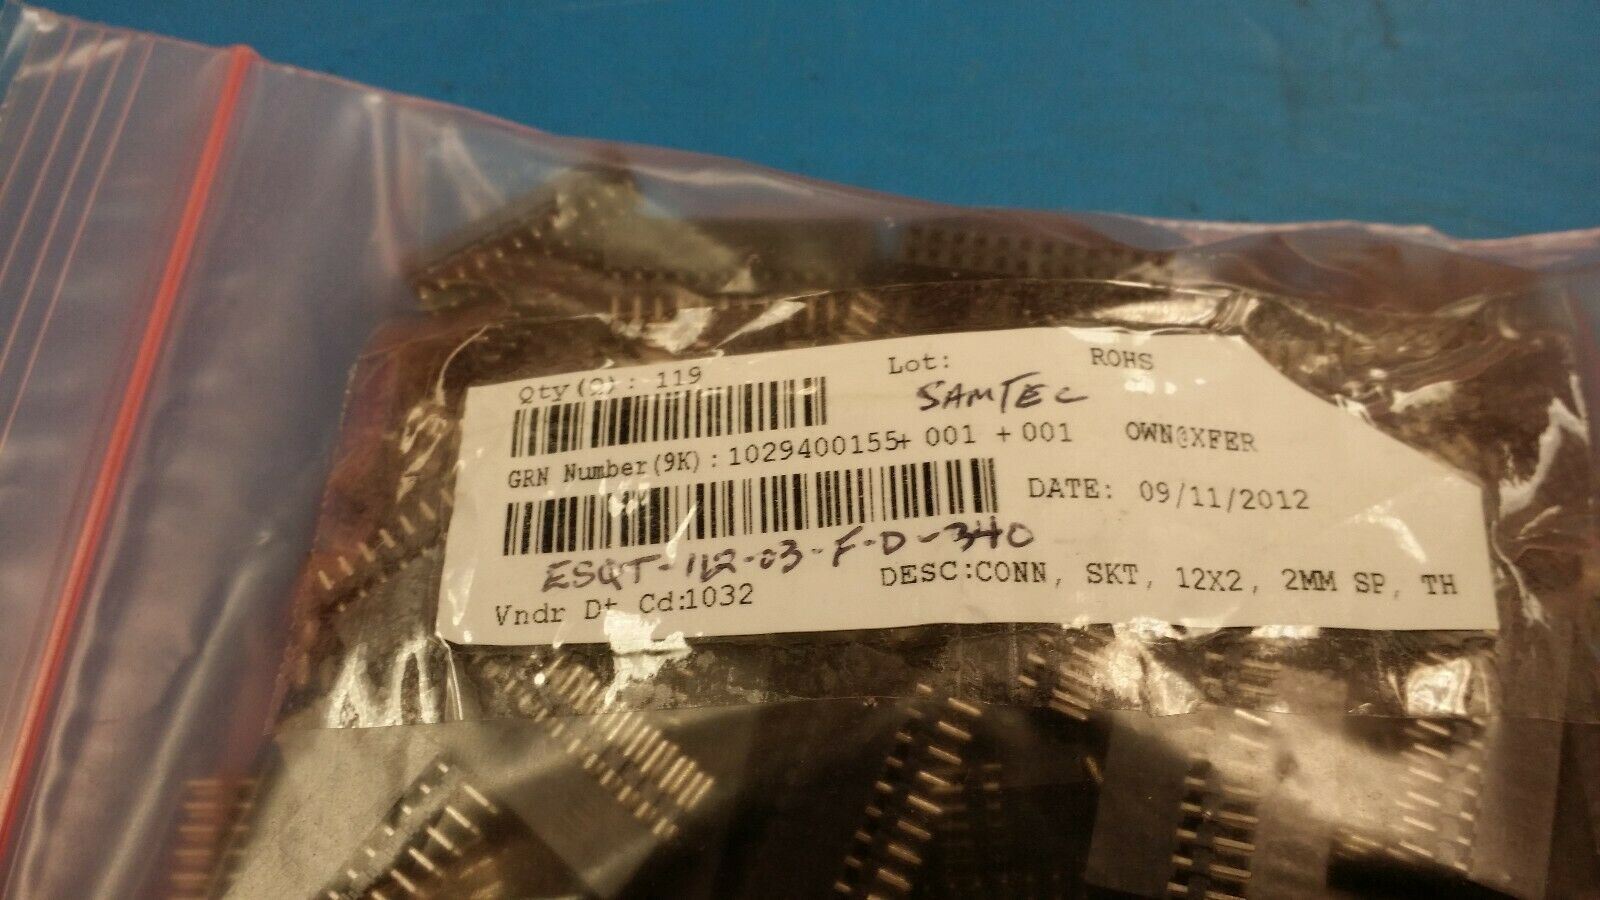 Qty(Q): 119
Lot:
ROHS
SAMTEC
GRN Number(9K): 1029400155+ 001 +001
OWN@XFER
DATE: 09/11/2012
ESQT-112-03-F-D-340
Vndr Dt Cd:1032
DESC:CONN, SKT, 12X2, 2MM SP, TH